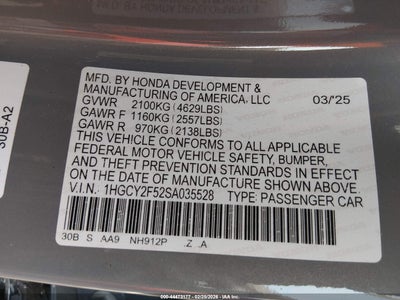 30B-A2
MFD. BY HONDA DEVELOPMENT &
MANUFACTURING OF AMERICA, LLC
GVWR 2100KG (4629LBS) 03/'25
GAWR F 1160KG (2557LBS)
GAWR R 970KG (2138LBS)
THIS VEHICLE CONFORMS TO ALL APPLICABLE
FEDERAL MOTOR VEHICLE SAFETY, BUMPER,
AND THEFT PREVENTION STANDARDS IN EFFECT
ON THE DATE OF MANUFACTURE SHOWN ABOVE.
V.I.N.: 1HGCY2F52SA035528 TYPE: PASSENGER CAR
30B S .AA9 NH912P .Z .A